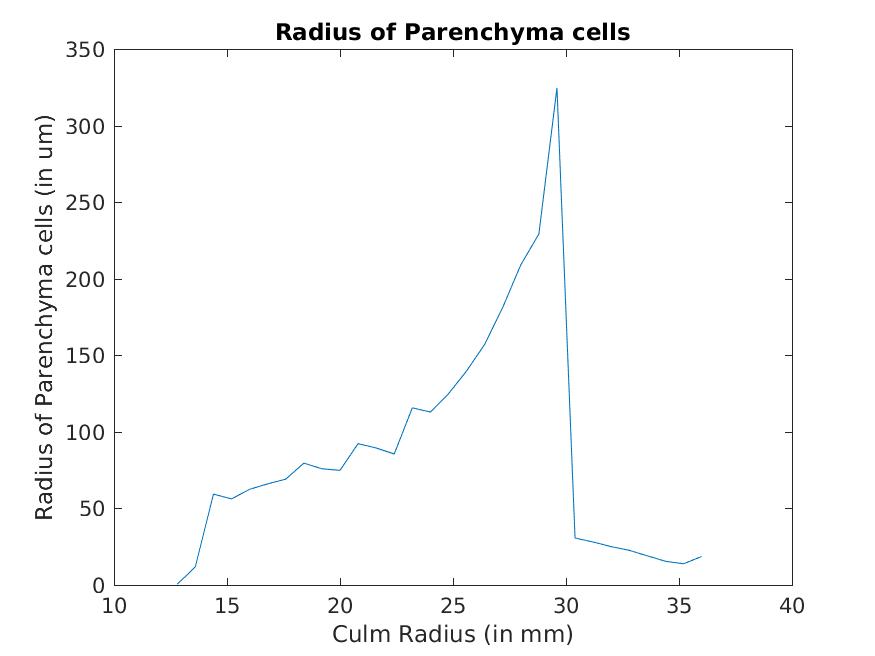 Radius of Parenchyma cells
Radius of Parenchyma cells (in um)
350
300
250
200
150
100
50
0
10 15 20 25 30 35 40
Culm Radius (in mm)